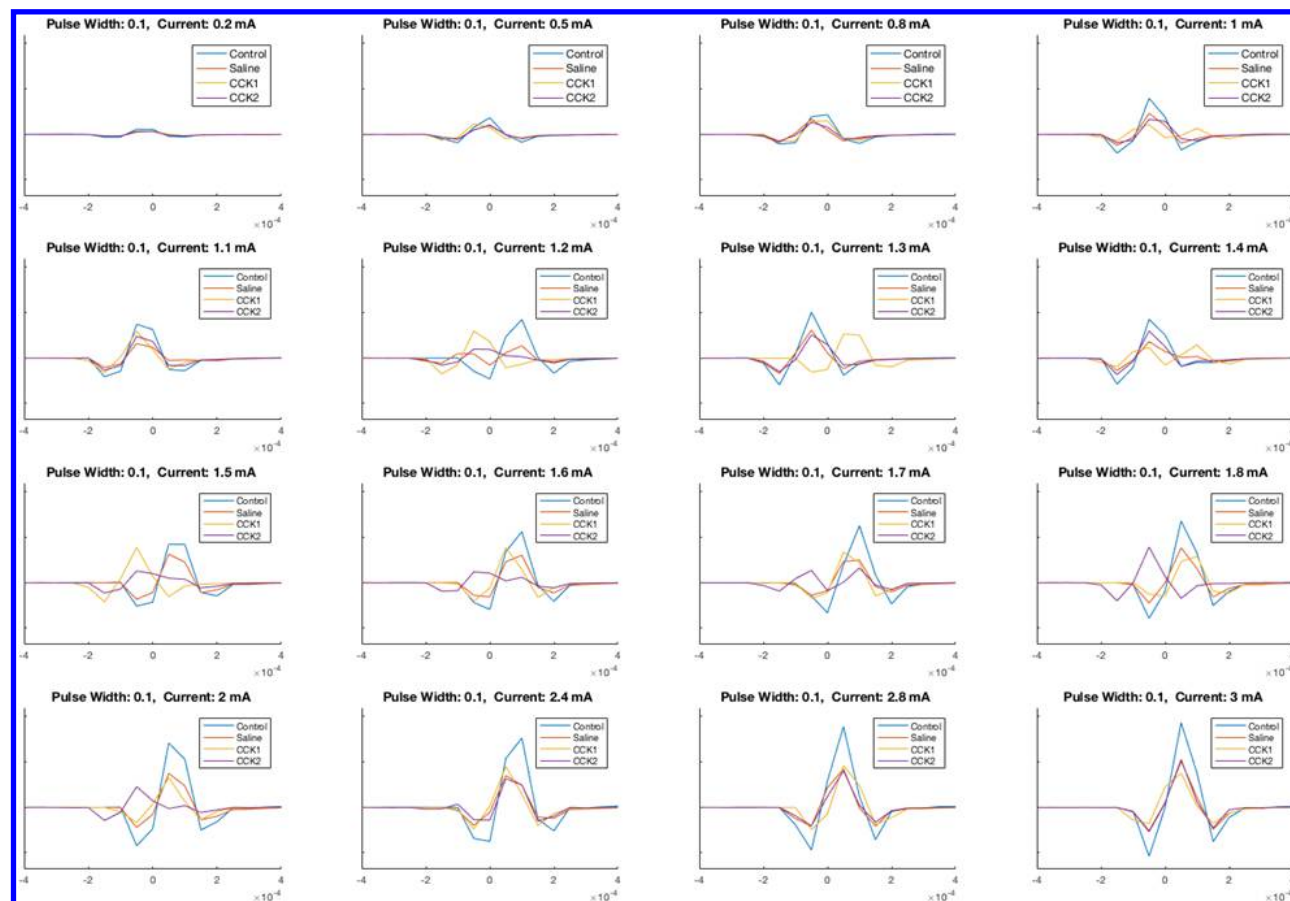 Pulse Width: 0.1, Current: 0.2 mA
Control
Saline
CCK1
CCK2
-4 -2 0 2 4
×10⁻⁴
Pulse Width: 0.1, Current: 0.5 mA
Control
Saline
CCK1
CCK2
-4 -2 0 2 4
×10⁻⁴
Pulse Width: 0.1, Current: 0.8 mA
Control
Saline
CCK1
CCK2
-4 -2 0 2 4
×10⁻⁴
Pulse Width: 0.1, Current: 1 mA
Control
Saline
CCK1
CCK2
-4 -2 0 2 4
×10⁻⁴
Pulse Width: 0.1, Current: 1.1 mA
Control
Saline
CCK1
CCK2
-4 -2 0 2 4
×10⁻⁴
Pulse Width: 0.1, Current: 1.2 mA
Control
Saline
CCK1
CCK2
-4 -2 0 2 4
×10⁻⁴
Pulse Width: 0.1, Current: 1.3 mA
Control
Saline
CCK1
CCK2
-4 -2 0 2 4
×10⁻⁴
Pulse Width: 0.1, Current: 1.4 mA
Control
Saline
CCK1
CCK2
-4 -2 0 2 4
×10⁻⁴
Pulse Width: 0.1, Current: 1.5 mA
Control
Saline
CCK1
CCK2
-4 -2 0 2 4
×10⁻⁴
Pulse Width: 0.1, Current: 1.6 mA
Control
Saline
CCK1
CCK2
-4 -2 0 2 4
×10⁻⁴
Pulse Width: 0.1, Current: 1.7 mA
Control
Saline
CCK1
CCK2
-4 -2 0 2 4
×10⁻⁴
Pulse Width: 0.1, Current: 1.8 mA
Control
Saline
CCK1
CCK2
-4 -2 0 2 4
×10⁻⁴
Pulse Width: 0.1, Current: 2 mA
Control
Saline
CCK1
CCK2
-4 -2 0 2 4
×10⁻⁴
Pulse Width: 0.1, Current: 2.4 mA
Control
Saline
CCK1
CCK2
-4 -2 0 2 4
×10⁻⁴
Pulse Width: 0.1, Current: 2.8 mA
Control
Saline
CCK1
CCK2
-4 -2 0 2 4
×10⁻⁴
Pulse Width: 0.1, Current: 3 mA
Control
Saline
CCK1
CCK2
-4 -2 0 2 4
×10⁻⁴